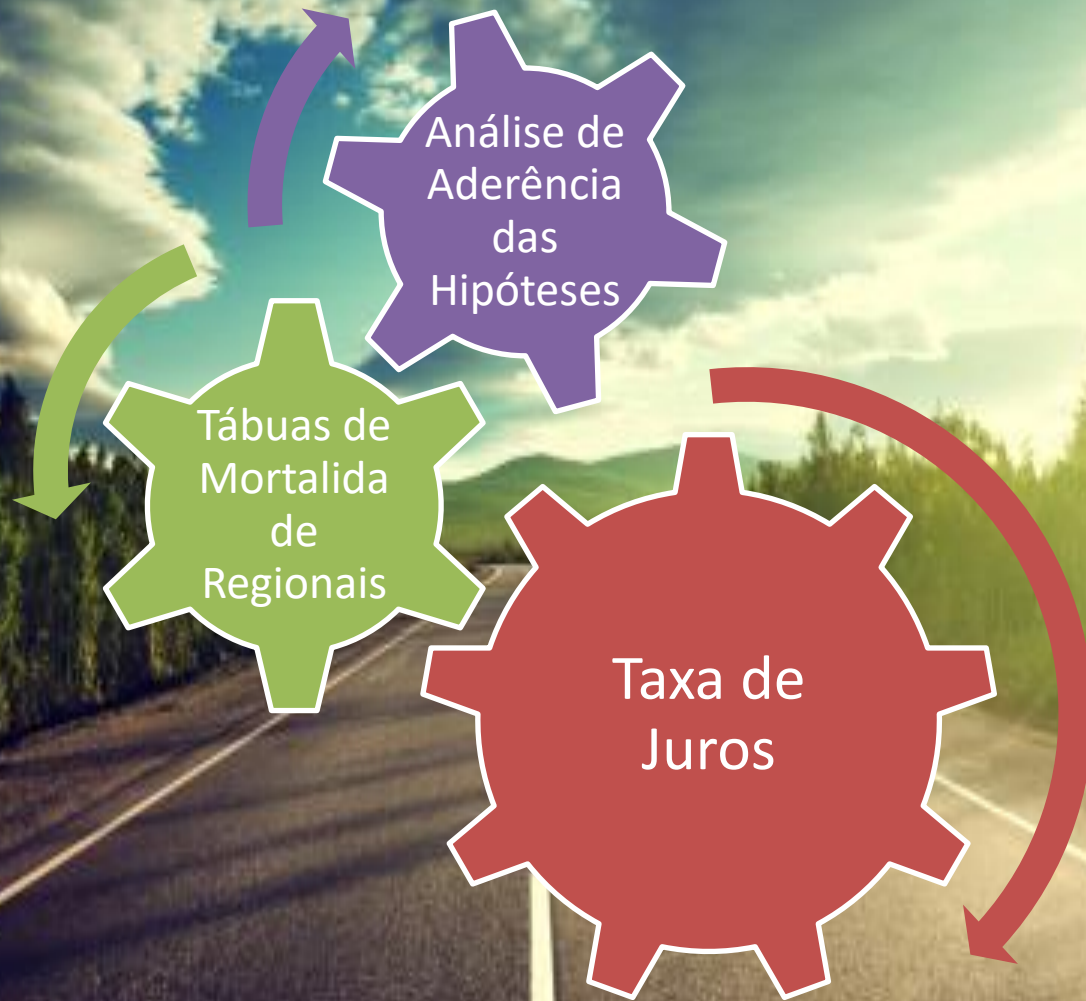 Análise de
Aderência
das
Hipóteses
Tábuas de
Mortalida
de
Regionais
Taxa de
Juros